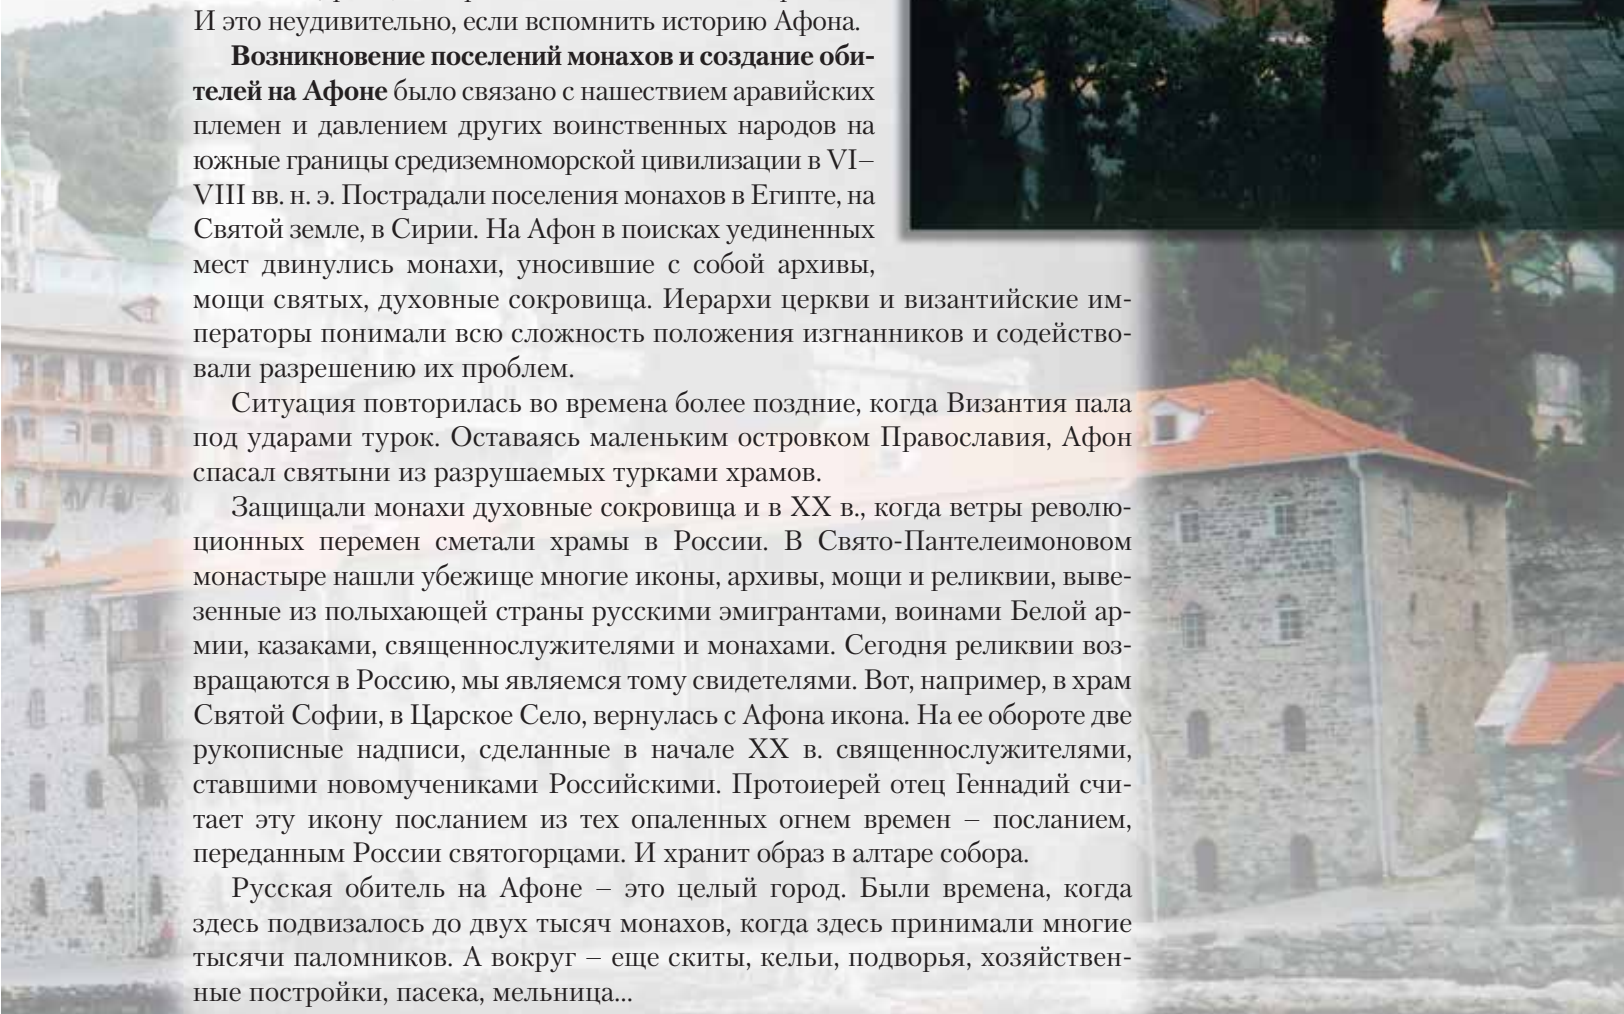 И это неудивительно, если вспомнить историю Афона.
Возникновение поселений монахов и создание оби-
телей на Афоне было связано с нашествием аравийских
племен и давлением других воинственных народов на
южные границы средиземноморской цивилизации в VI–
VIII вв. н. э. Пострадали поселения монахов в Египте, на
Святой земле, в Сирии. На Афон в поисках уединенных
мест двинулись монахи, уносившие с собой архивы,
мощи святых, духовные сокровища. Иерархи церкви и византийские им-
ператоры понимали всю сложность положения изгнанников и содейство-
вали разрешению их проблем.
Ситуация повторилась во времена более поздние, когда Византия пала
под ударами турок. Оставаясь маленьким островком Православия, Афон
спасал святыни из разрушаемых турками храмов.
Защищали монахи духовные сокровища и в XX в., когда ветры револю-
ционных перемен сметали храмы в России. В Свято-Пантелеимоновом
монастыре нашли убежище многие иконы, архивы, мощи и реликвии, выве-
зенные из полыхающей страны русскими эмигрантами, воинами Белой ар-
мии, казаками, священнослужителями и монахами. Сегодня реликвии воз-
вращаются в Россию, мы являемся тому свидетелями. Вот, например, в храм
Святой Софии, в Царское Село, вернулась с Афона икона. На ее обороте две
рукописные надписи, сделанные в начале XX в. священнослужителями,
ставшими новомучениками Российскими. Протоиерей отец Геннадий счи-
тает эту икону посланием из тех опаленных огнем времен – посланием,
переданным России святогорцами. И хранит образ в алтаре собора.
Русская обитель на Афоне – это целый город. Были времена, когда
здесь подвизалось до двух тысяч монахов, когда здесь принимали многие
тысячи паломников. А вокруг – еще скиты, кельи, подворья, хозяйствен-
ные постройки, пасека, мельница...